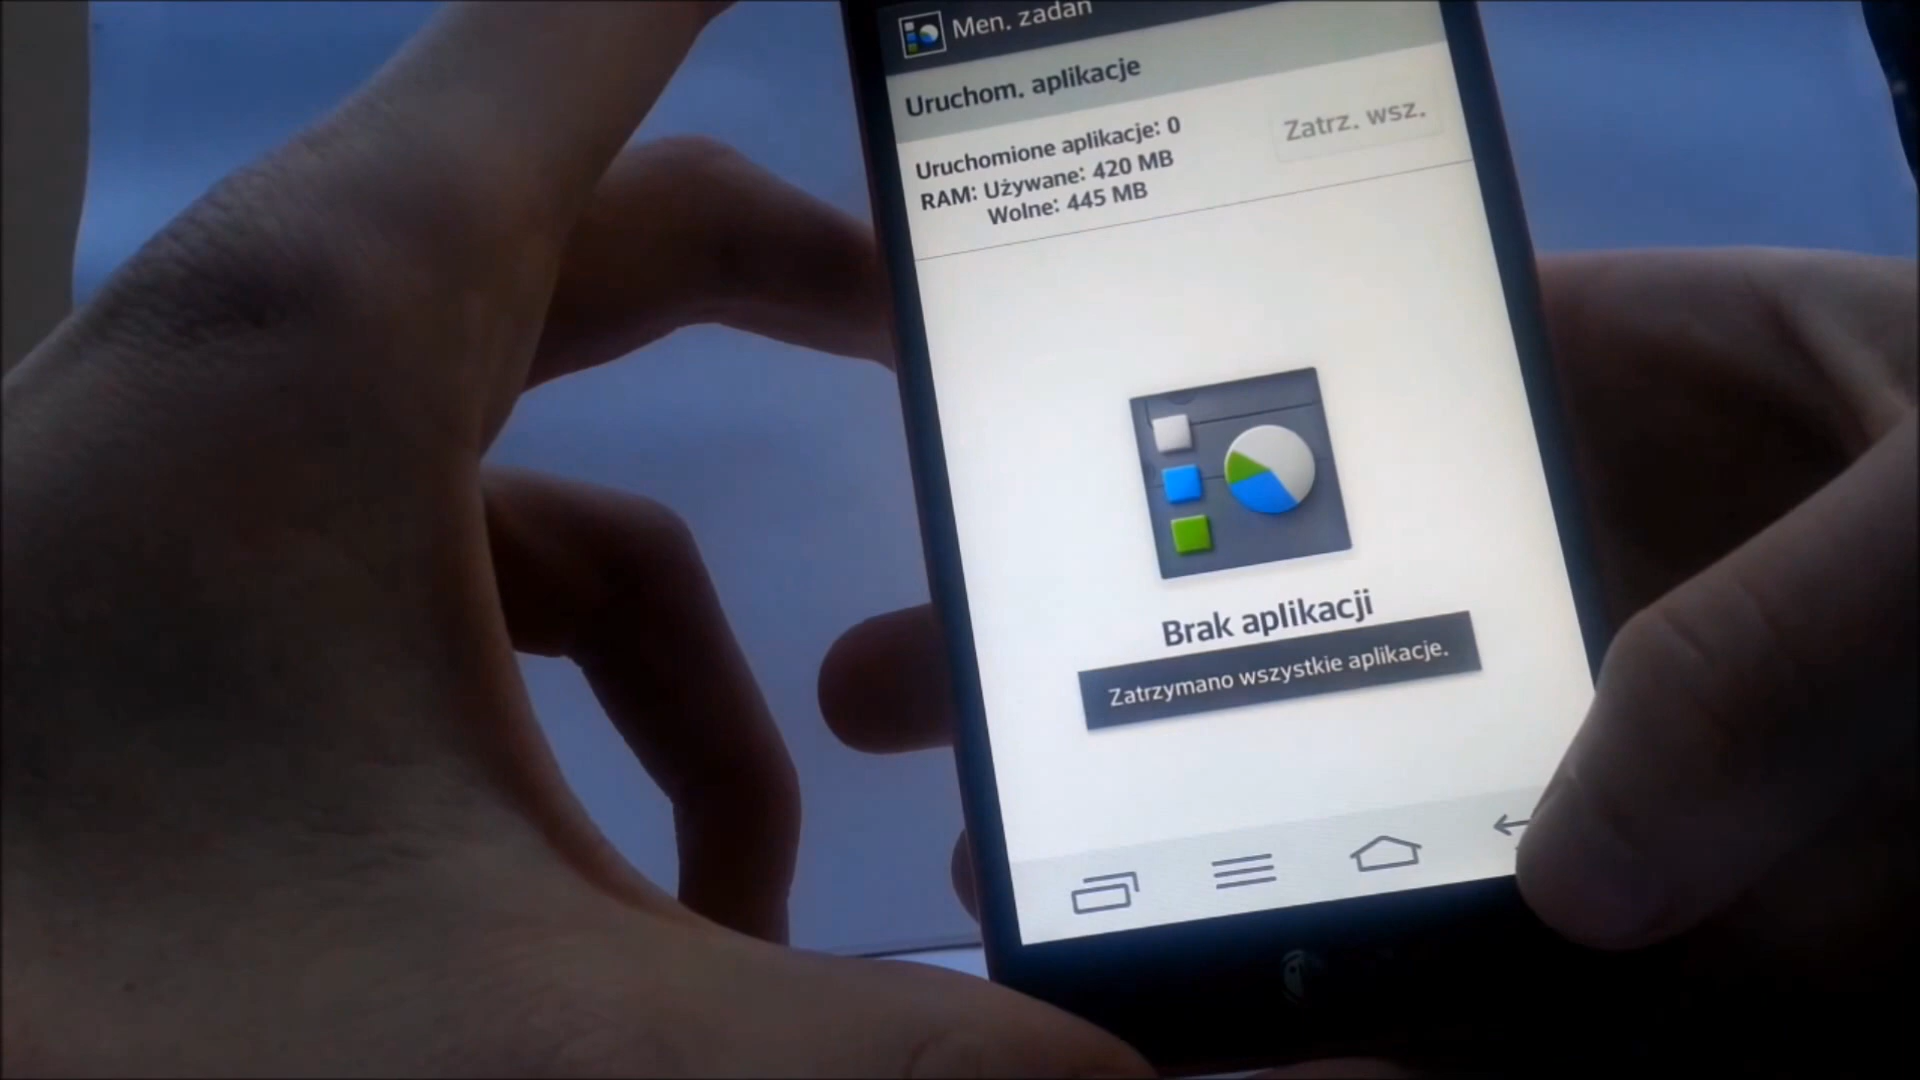 Men. zadań
Uruchom. aplikacje
Uruchomione aplikacje: 0
Zatrz. wsz.
RAM: Używane: 420 MB
Wolne: 445 MB
Brak aplikacji
Zatrzymano wszystkie aplikacje.